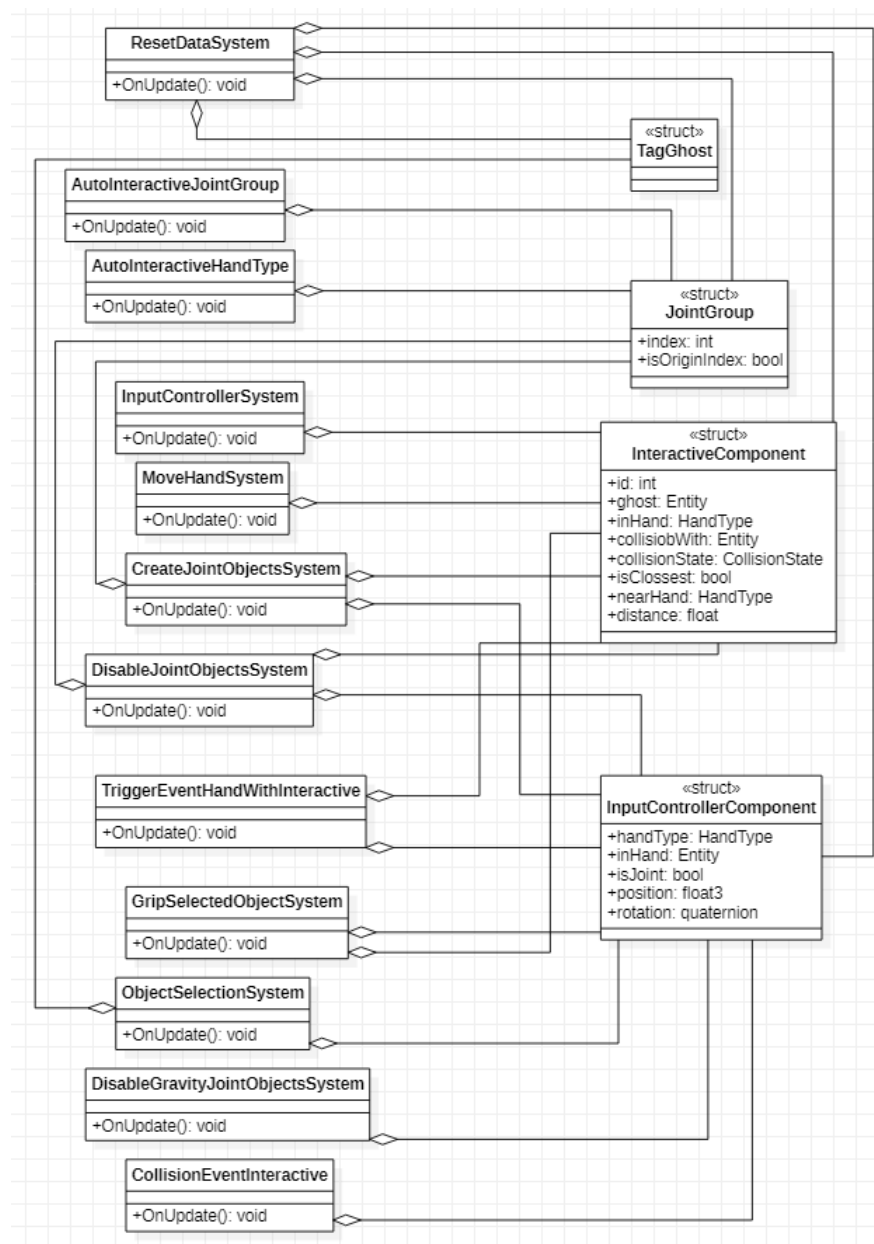 ResetDataSystem
+OnUpdate(): void
«struct»
TagGhost
AutoInteractiveJointGroup
+OnUpdate(): void
AutoInteractiveHandType
+OnUpdate(): void
«struct»
JointGroup
+index: int
+isOriginIndex: bool
InputControllerSystem
+OnUpdate(): void
MoveHandSystem
+OnUpdate(): void
«struct»
InteractiveComponent
+id: int
+ghost: Entity
+inHand: HandType
+collisiobWith: Entity
+collisionState: CollisionState
+isClossest: bool
+nearHand: HandType
+distance: float
CreateJointObjectsSystem
+OnUpdate(): void
DisableJointObjectsSystem
+OnUpdate(): void
TriggerEventHandWithInteractive
+OnUpdate(): void
«struct»
InputControllerComponent
+handType: HandType
+inHand: Entity
+isJoint: bool
+position: float3
+rotation: quaternion
GripSelectedObjectSystem
+OnUpdate(): void
ObjectSelectionSystem
+OnUpdate(): void
DisableGravityJointObjectsSystem
+OnUpdate(): void
CollisionEventInteractive
+OnUpdate(): void